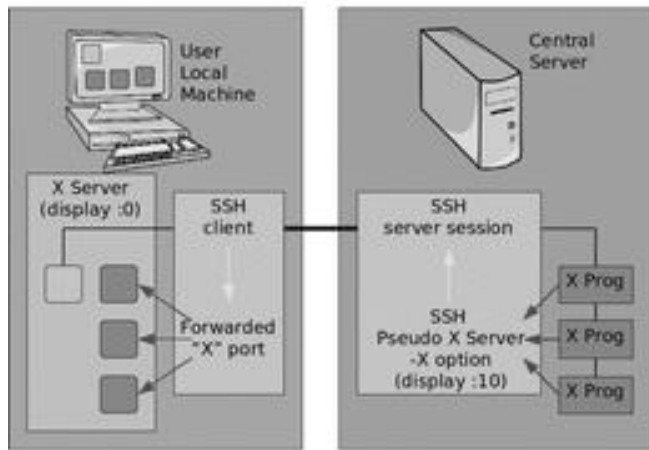 User
Local
Machine
X Server
(display :0)
SSH
client
Forwarded
"X" port
Central
Server
SSH
server session
SSH
Pseudo X Server
-X option
(display :10)
X Prog
X Prog
X Prog